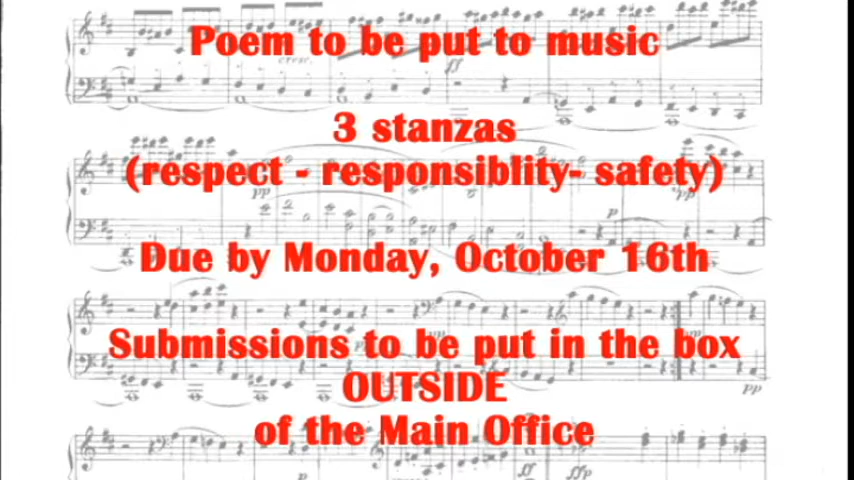 Poem to be put to music
3 stanzas
(respect - responsiblity- safety)
Due by Monday, October 16th
Submissions to be put in the box
OUTSIDE
of the Main Office